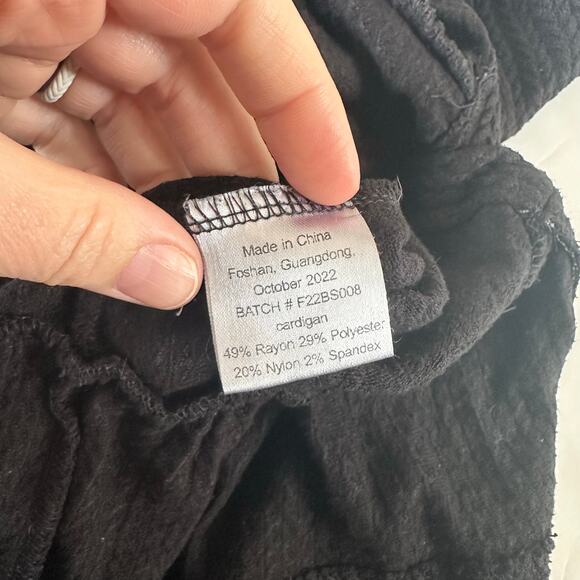 Made in China
Foshan, Guangdong,
October 2022
BATCH # F22BS008
cardigan
49% Rayon 29% Polyester
20% Nylon 2% Spandex